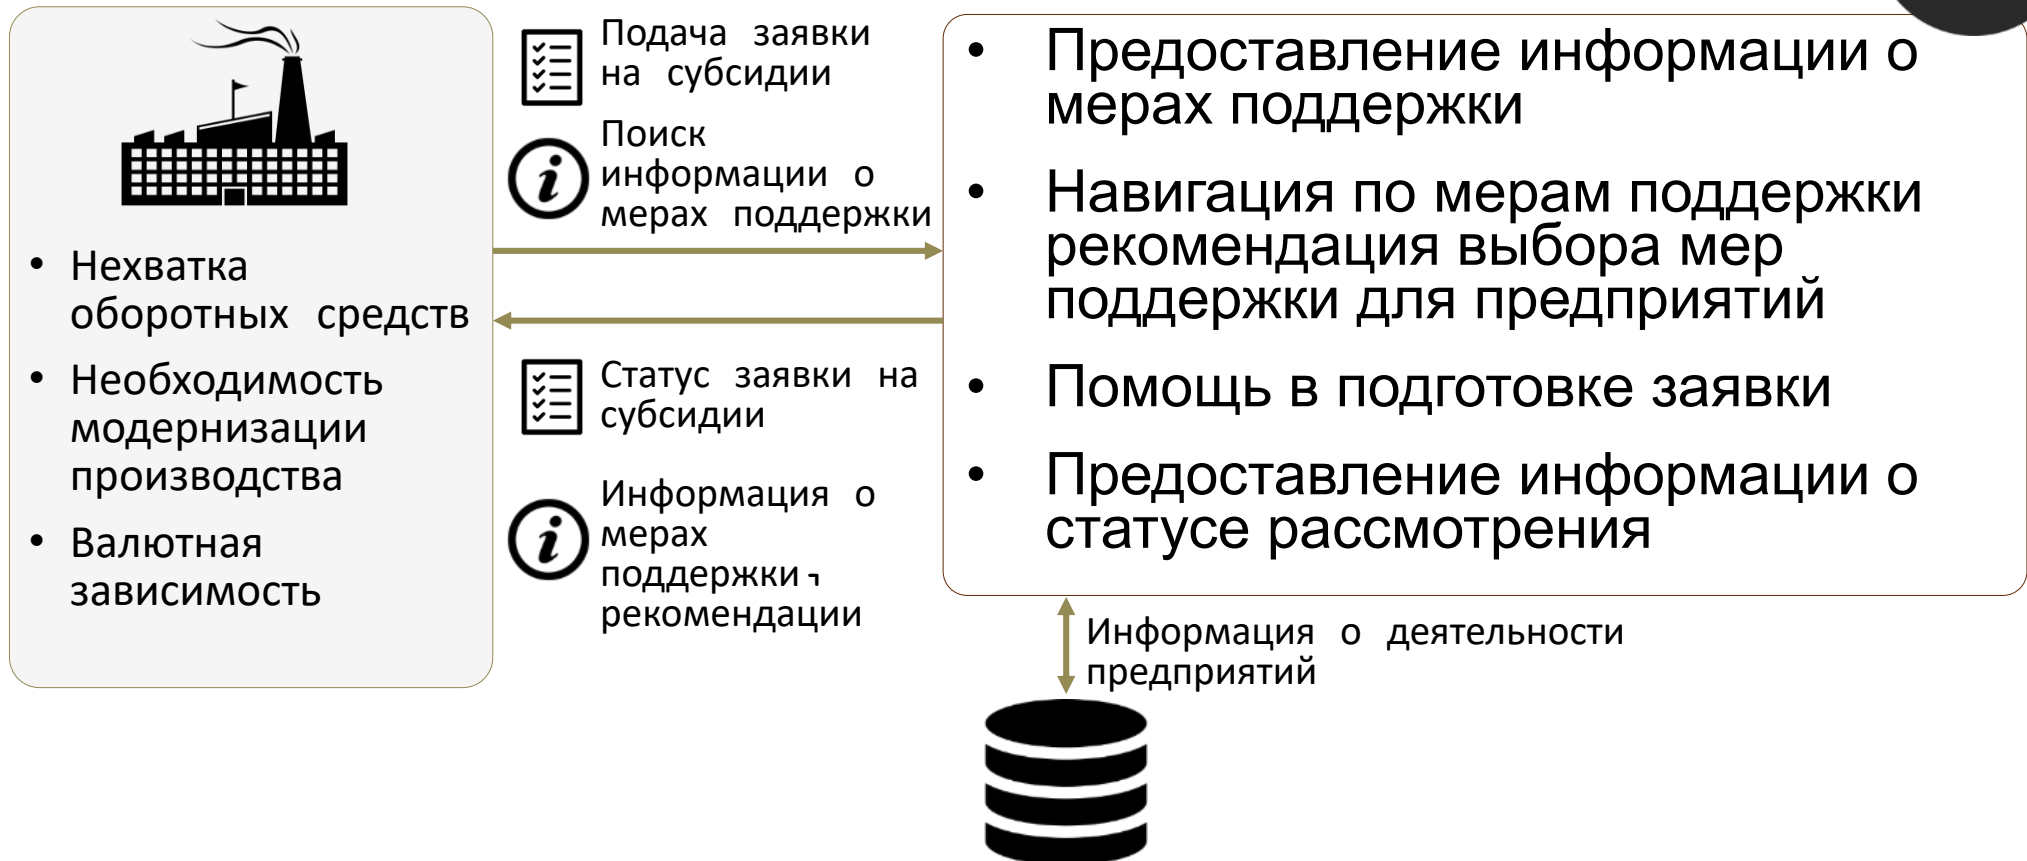 • Нехватка
оборотных средств
• Необходимость
модернизации
производства
• Валютная
зависимость
Подача заявки
на субсидии
Поиск
информации о
мерах поддержки
Статус заявки на
субсидии
Информация о
мерах
поддержки,
рекомендации
• Предоставление информации о
мерах поддержки
• Навигация по мерам поддержки
рекомендация выбора мер
поддержки для предприятий
• Помощь в подготовке заявки
• Предоставление информации о
статусе рассмотрения
Информация о деятельности
предприятий